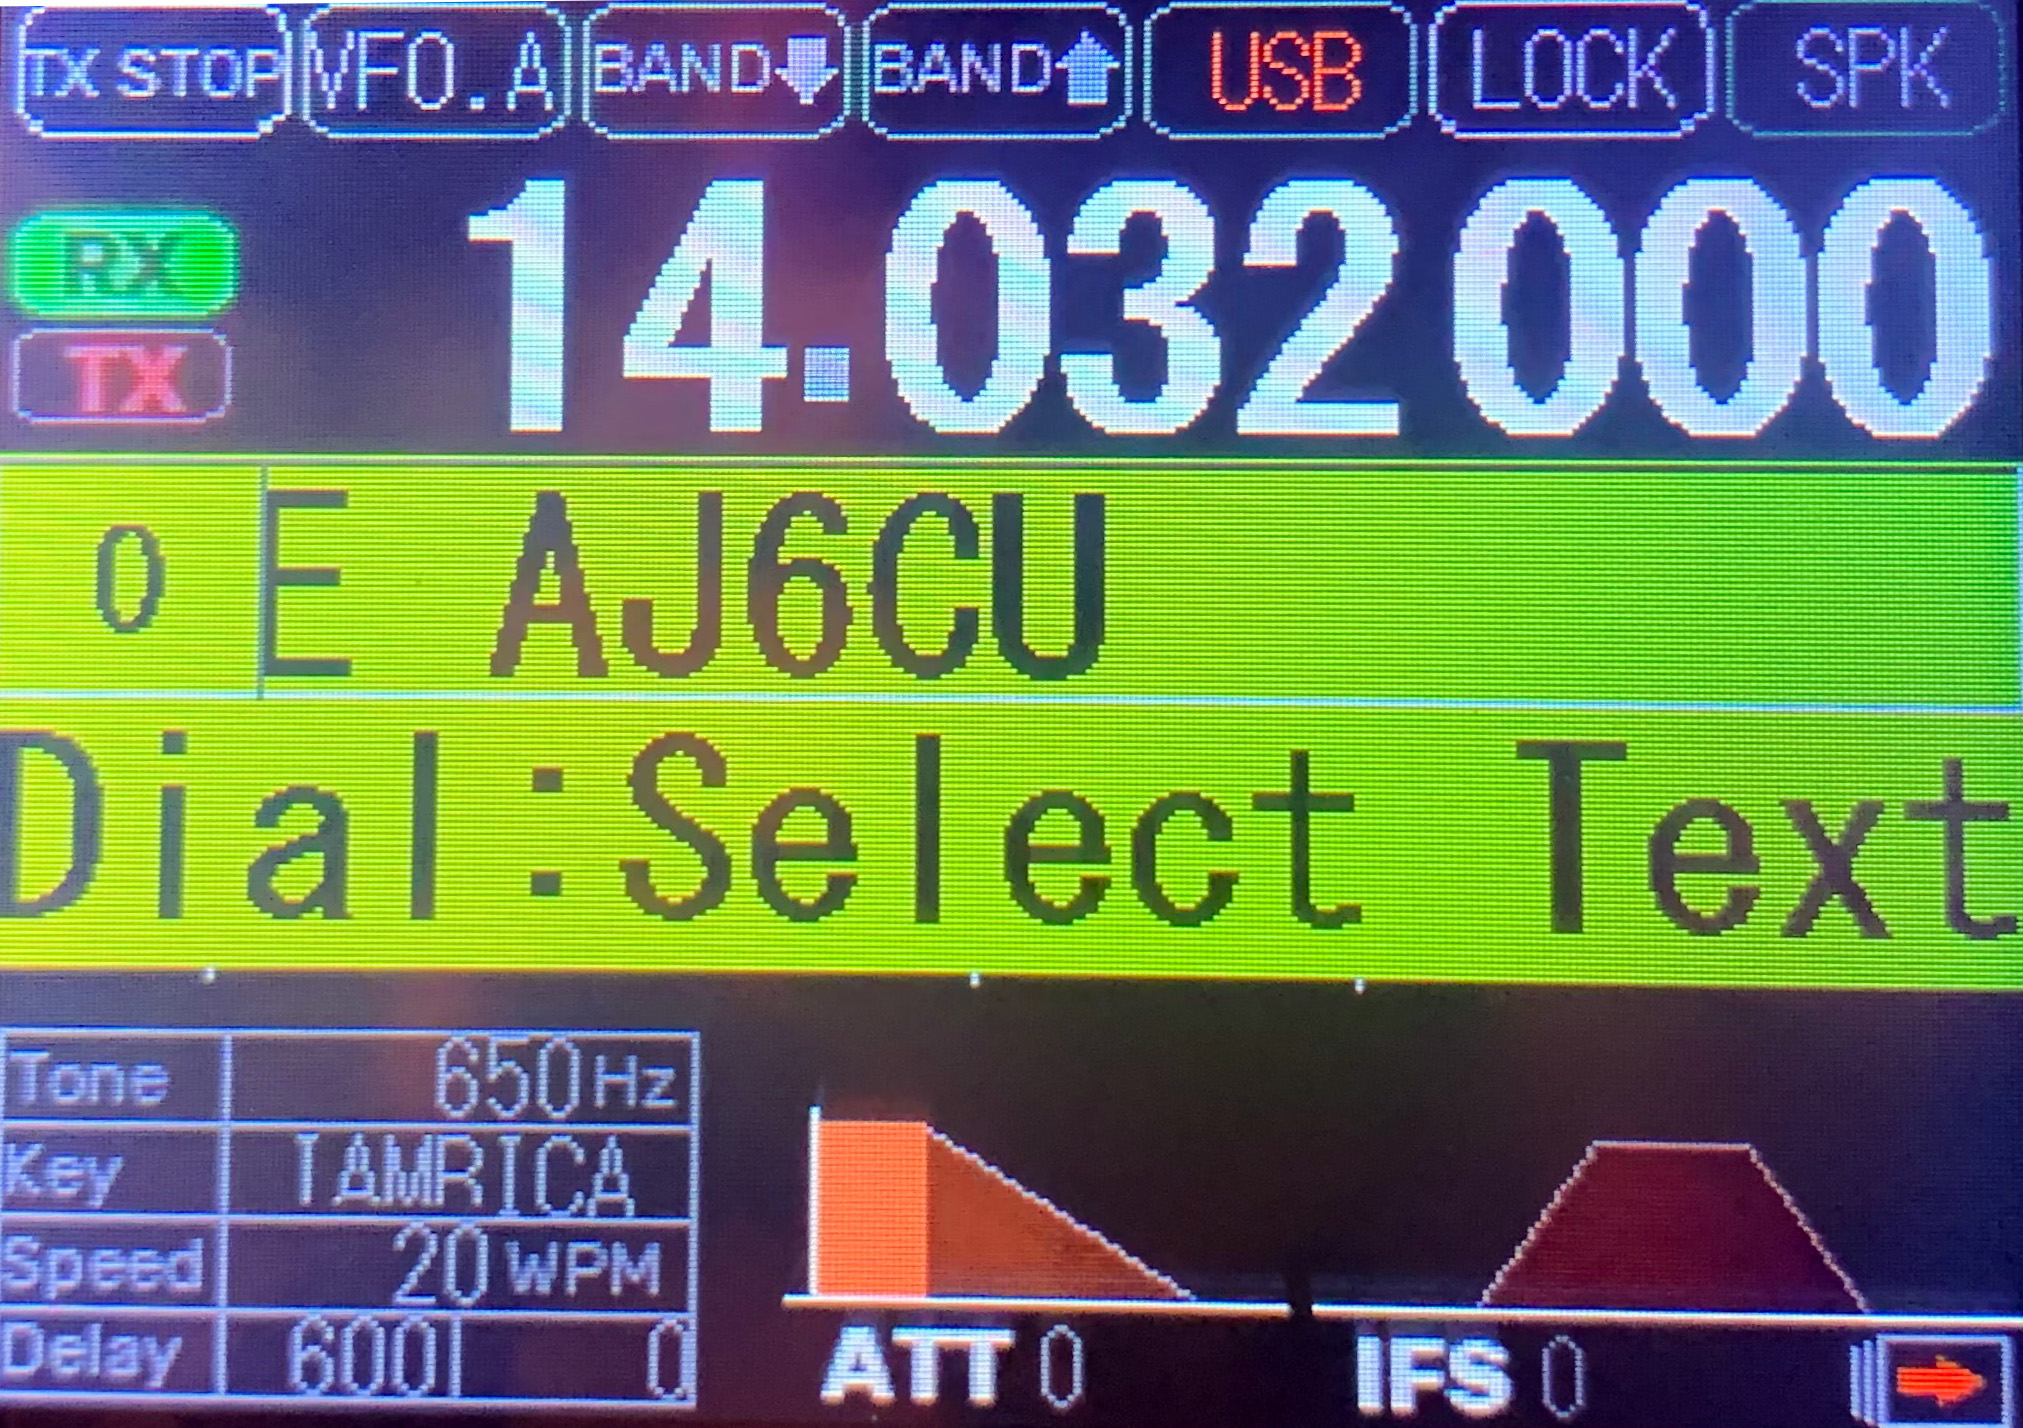 TX STOP VFO.A BAND BAND USB LOCK SPK
RX 14.032000
TX
0 E AJ6CU
Dial:Select Text
Tone 650Hz
Key IAMBICA
Speed 20WPM
Delay 600 0
ATT 0 IFS 0